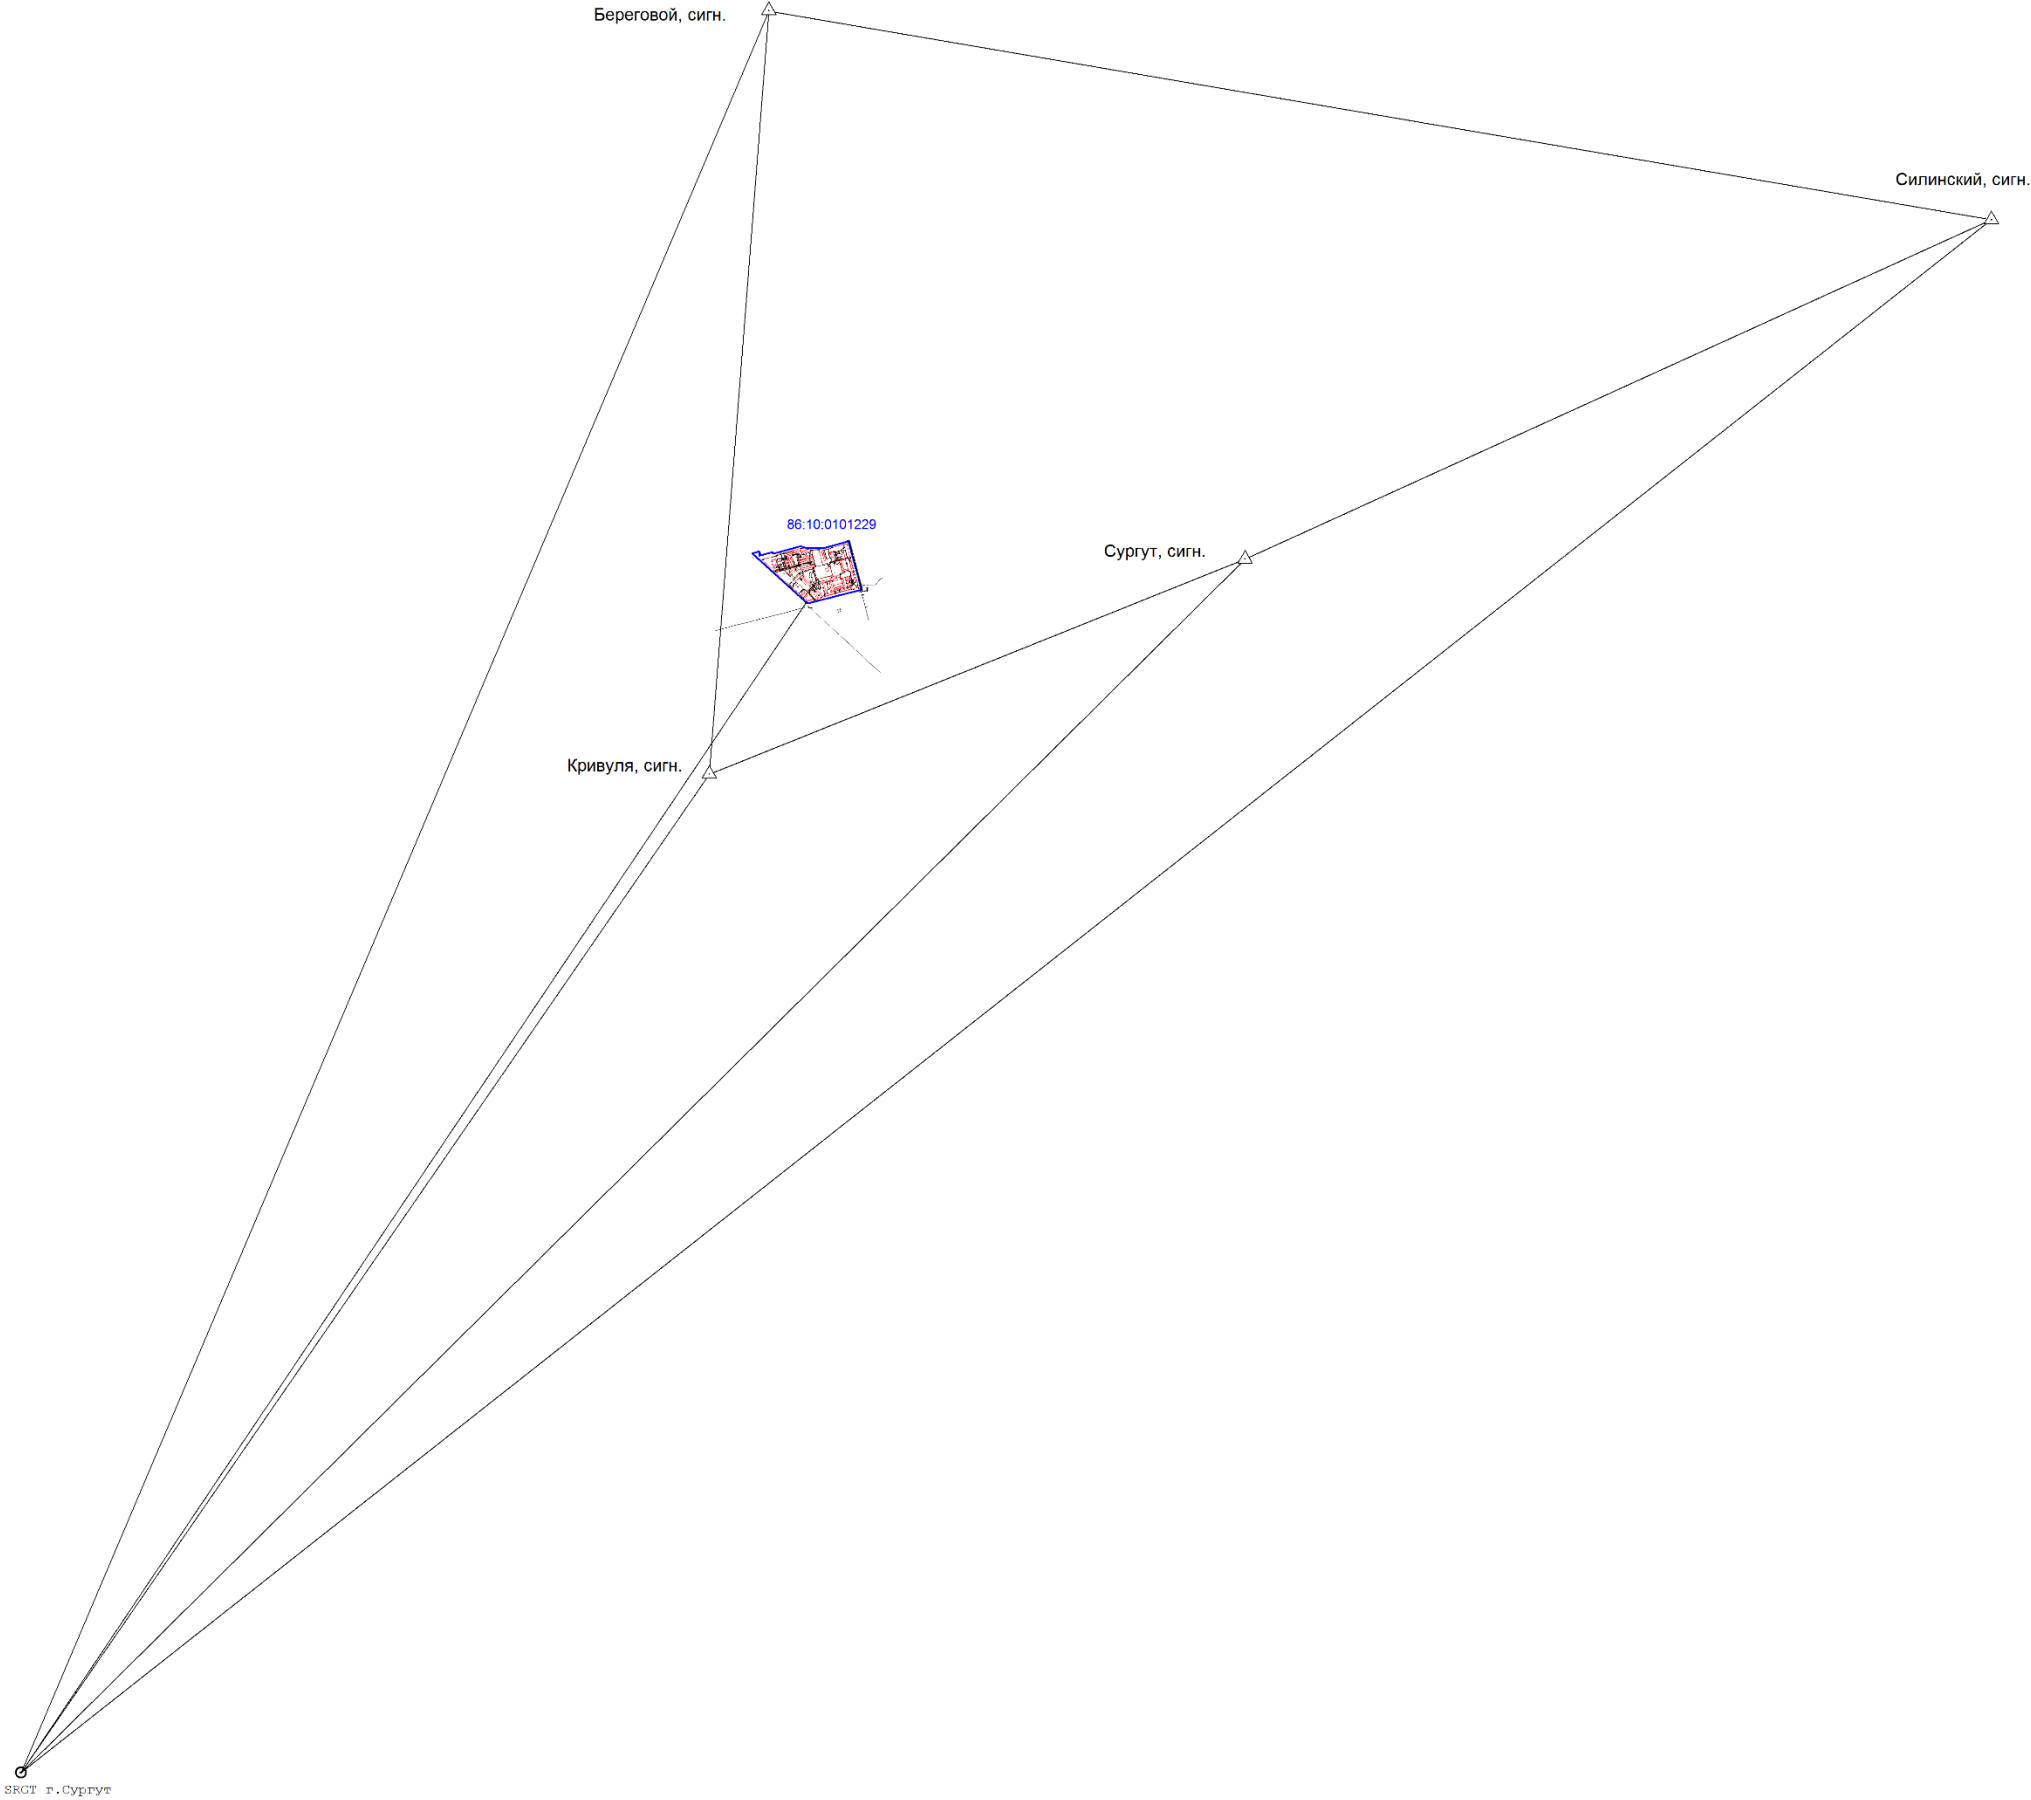 Береговой, сигн.
Силинский, сигн.
86:10:0101229
Сургут, сигн.
Кривуля, сигн.
SRGT г.Сургут